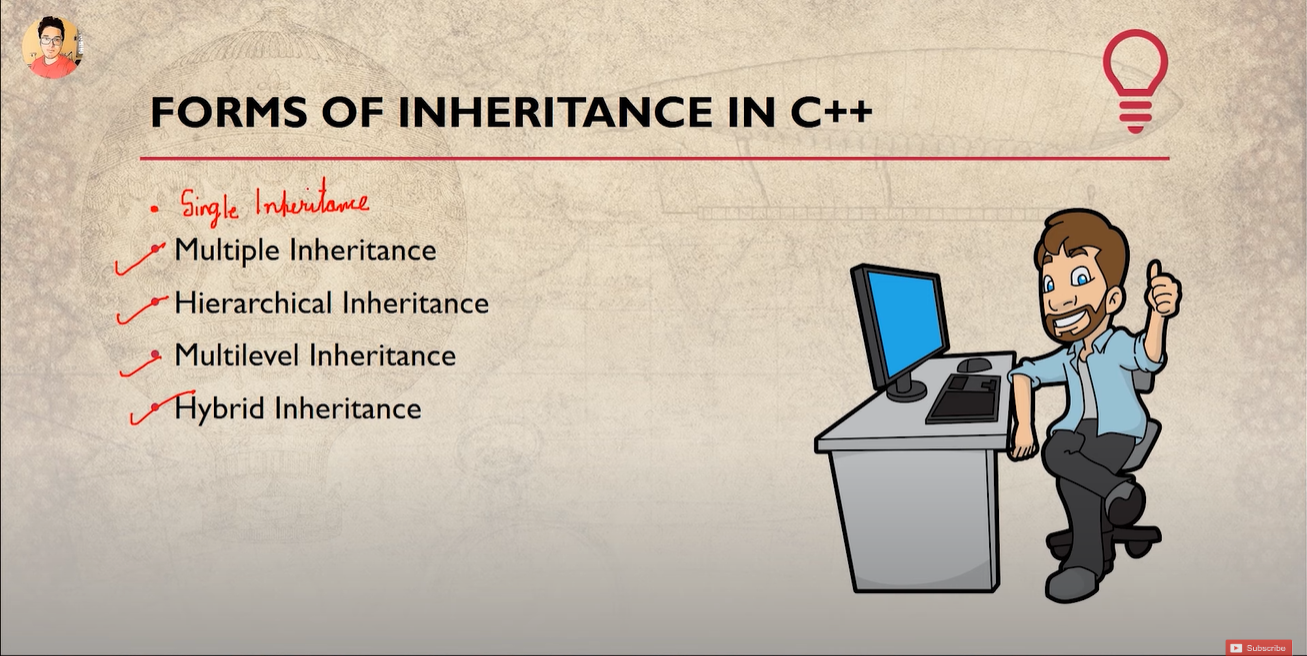 FORMS OF INHERITANCE IN C++
• Single Inheritance
• Multiple Inheritance
• Hierarchical Inheritance
• Multilevel Inheritance
• Hybrid Inheritance
Subscribe